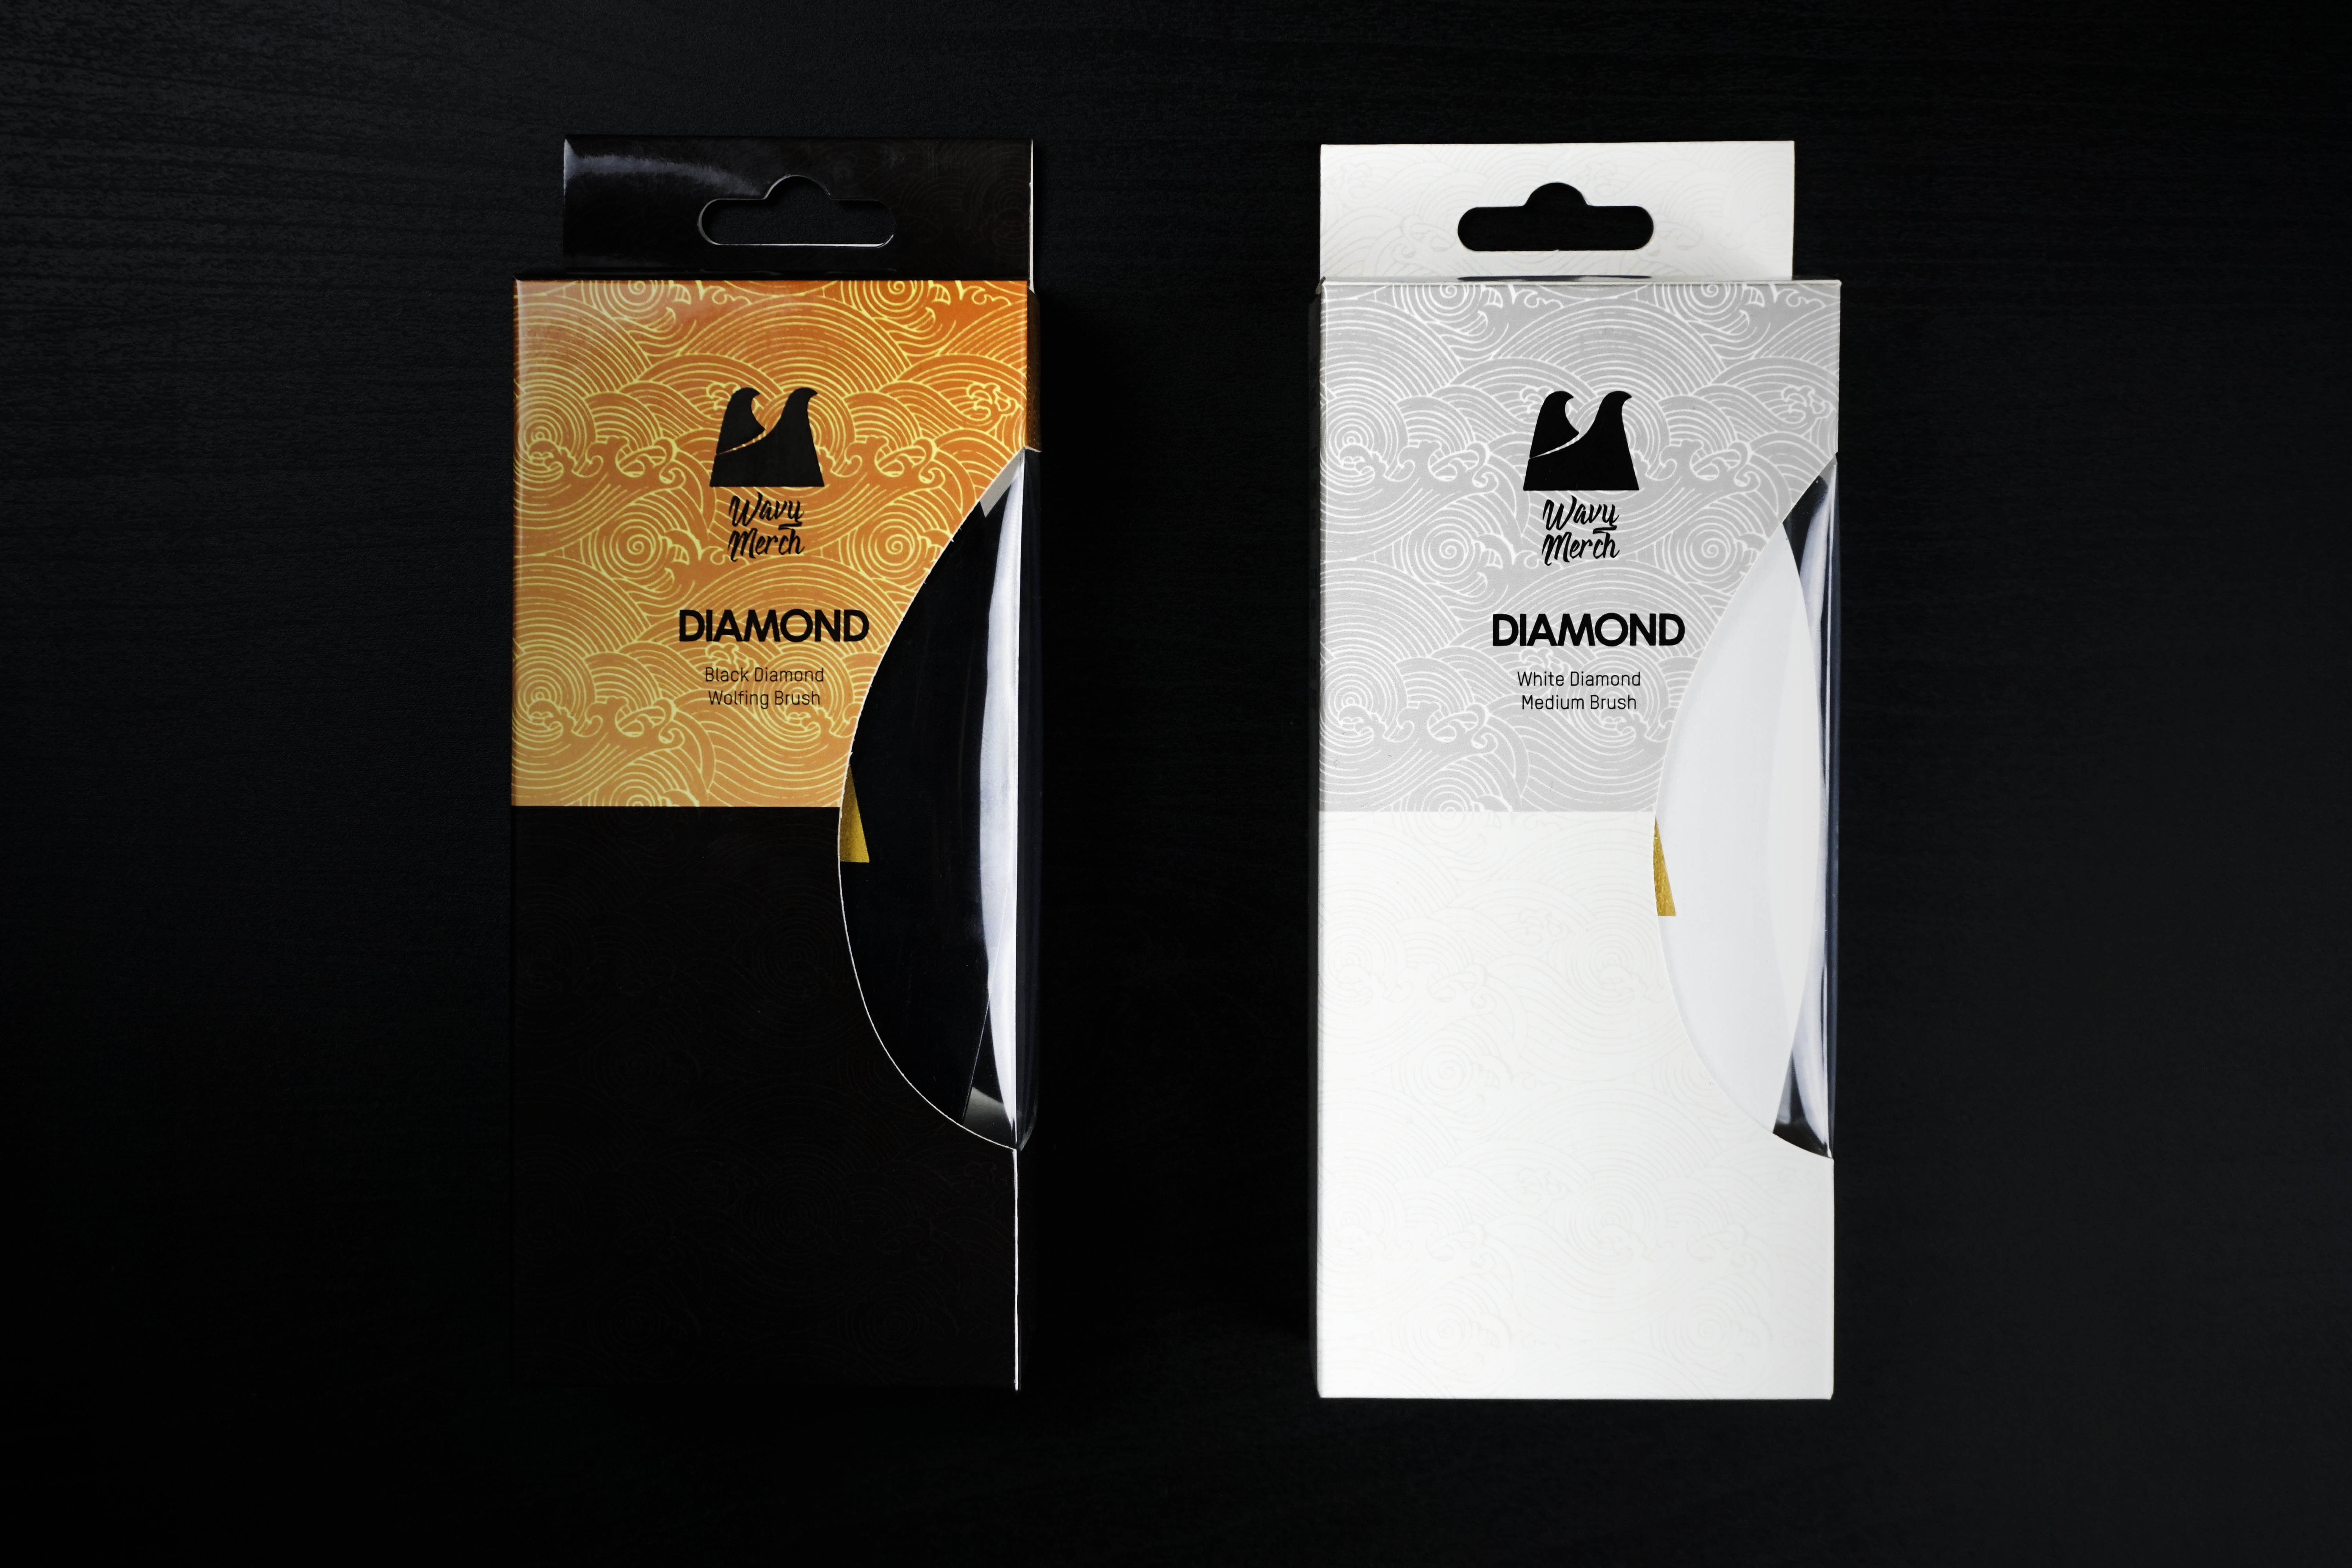 Wavy
Merch
DIAMOND
Black Diamond
Wolfing Brush
Wavy
Merch
DIAMOND
White Diamond
Medium Brush